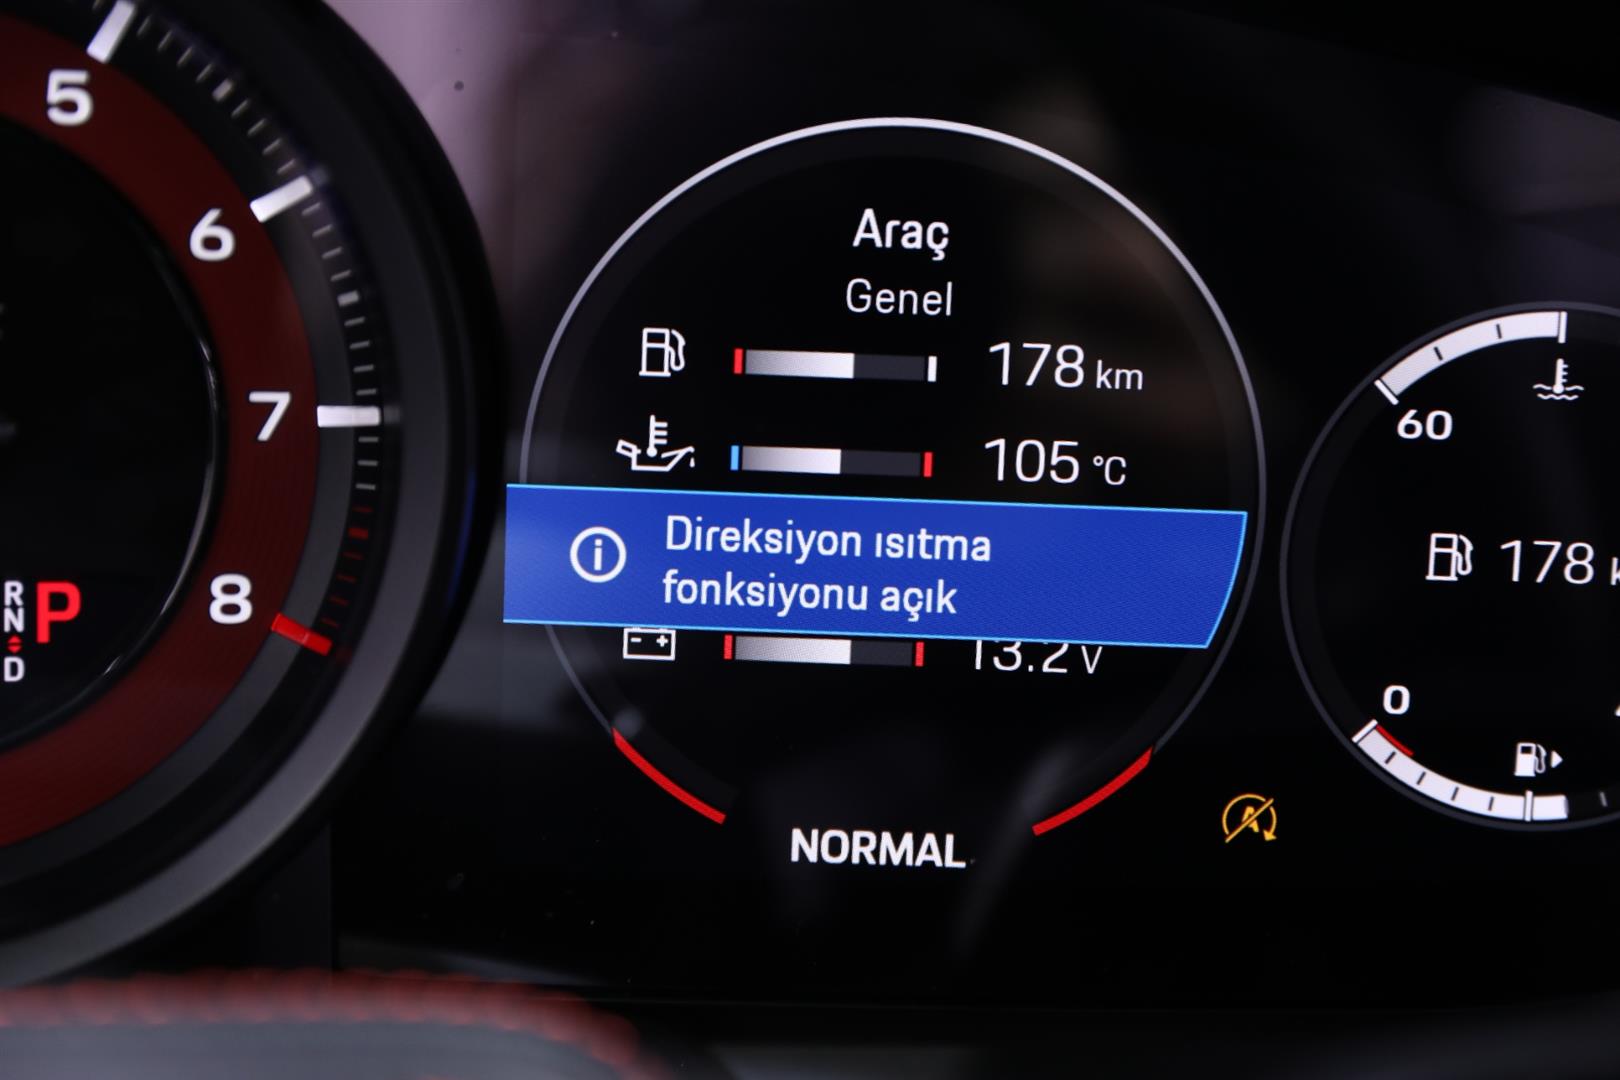 5
6
7
8
R
N
D
P
Araç
Genel
178 km
105 °C
Direksiyon ısıtma
fonksiyonu açık
13.2 V
NORMAL
A
60
178
0